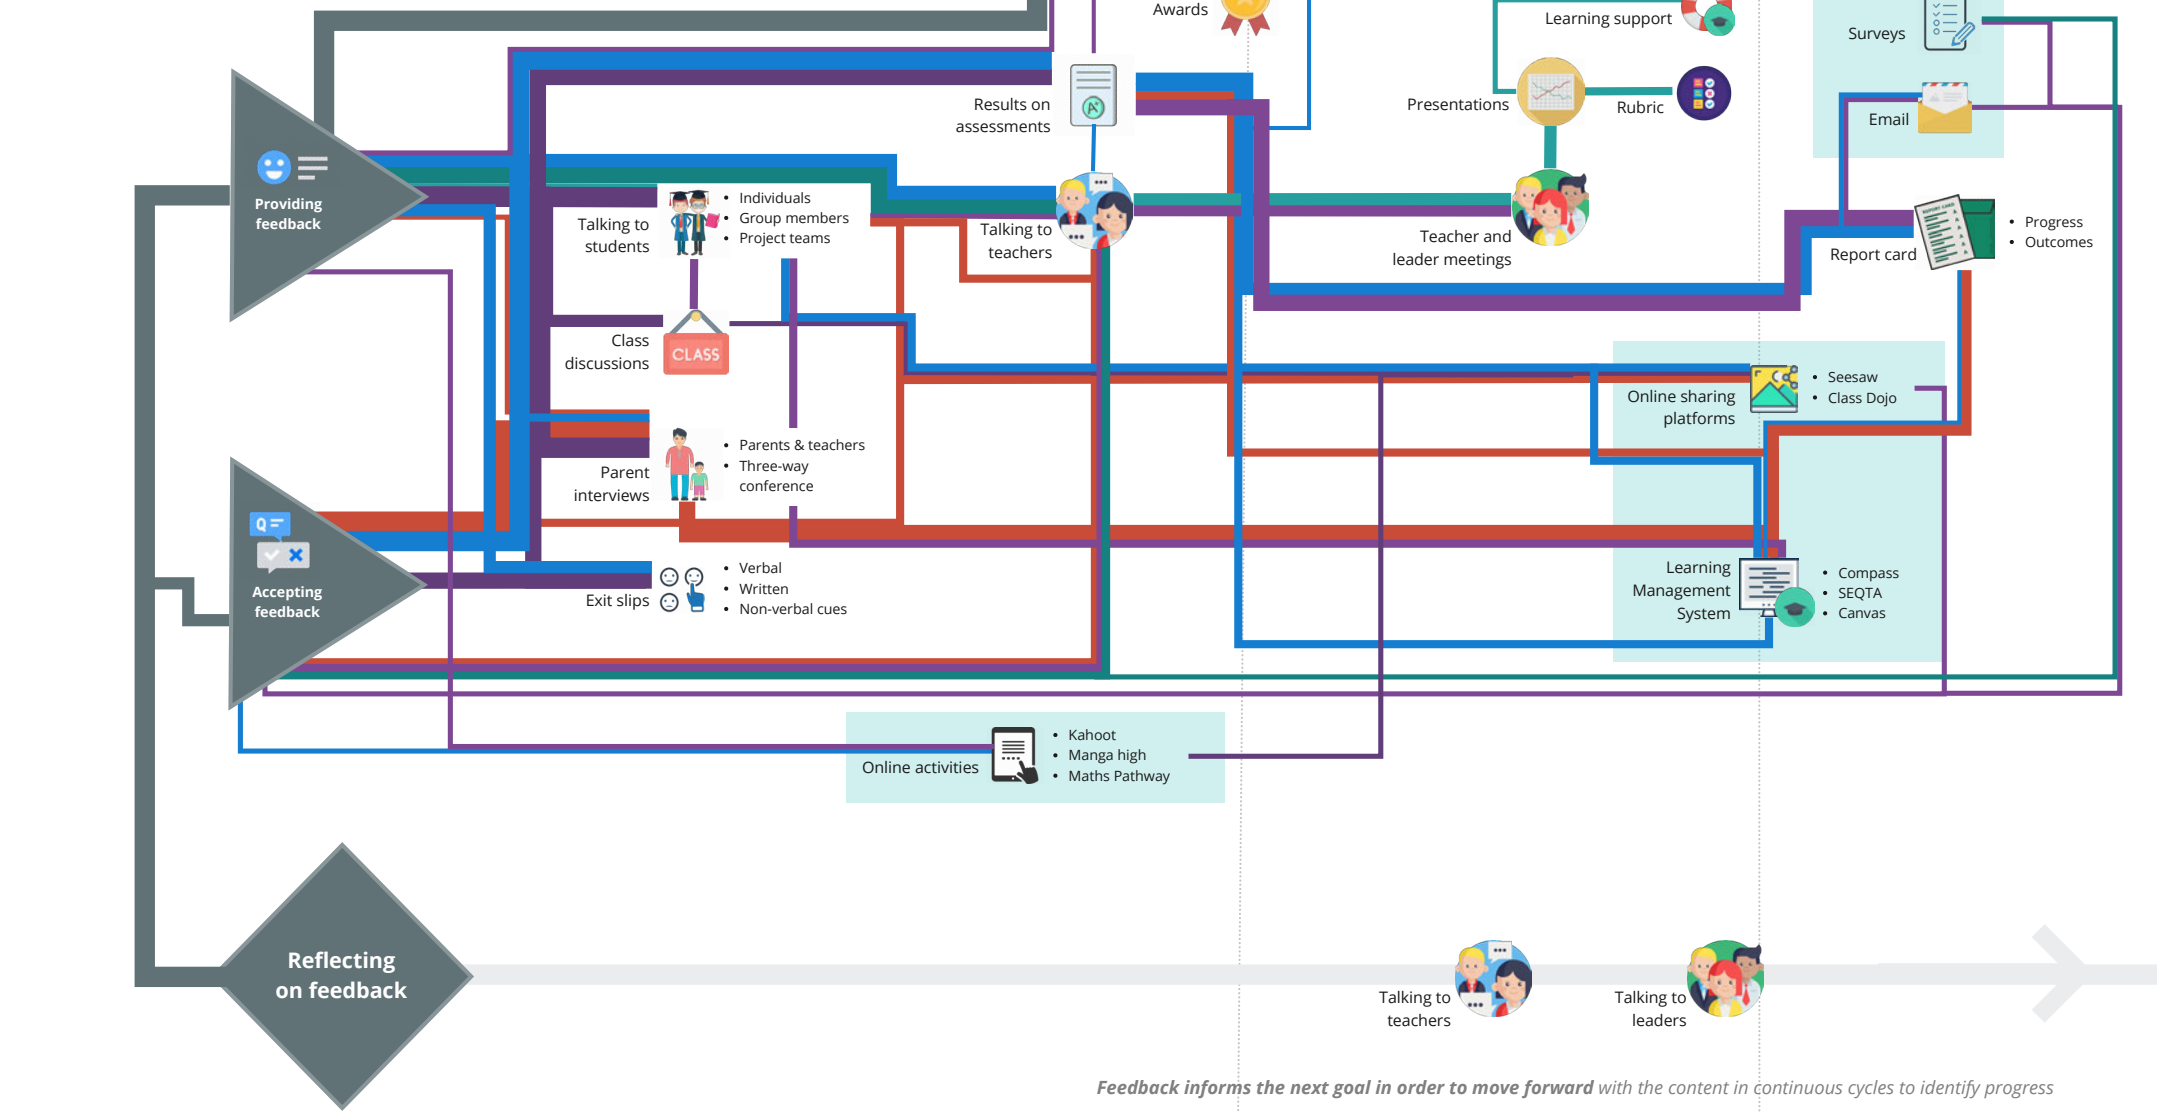 Awards
Learning support
Surveys
Results on
assessments
A+
Presentations
Rubric
Email
Providing
feedback
Talking to
students
• Individuals
• Group members
• Project teams
Talking to
teachers
Teacher and
leader meetings
REPORT CARD
Report card
• Progress
• Outcomes
Class
discussions
CLASS
Online sharing
platforms
• Seesaw
• Class Dojo
Parent
interviews
• Parents & teachers
• Three-way
conference
Q
Accepting
feedback
Exit slips
• Verbal
• Written
• Non-verbal cues
Learning
Management
System
• Compass
• SEQTA
• Canvas
Online activities
• Kahoot
• Manga high
• Maths Pathway
Reflecting
on feedback
Talking to
teachers
Talking to
leaders
Feedback informs the next goal in order to move forward with the content in continuous cycles to identify progress